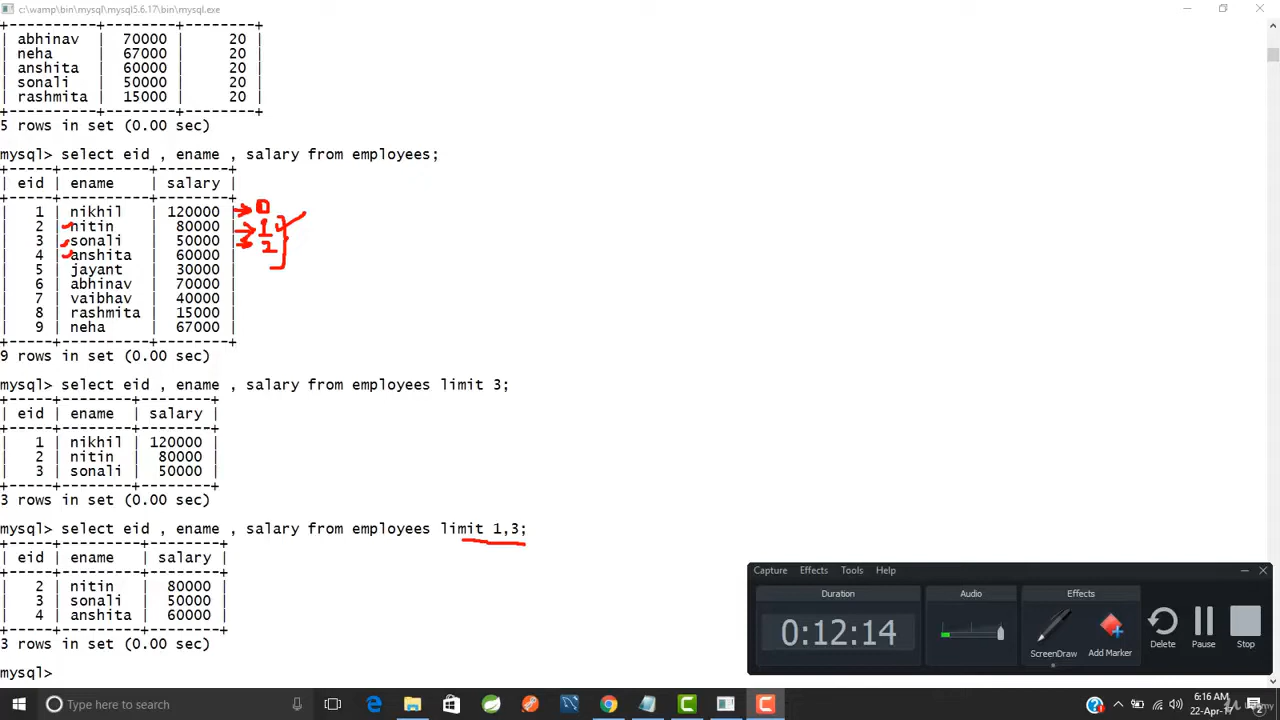 c:\wamp\bin\mysql\mysql5.6.17\bin\mysql.exe
+----------+--------+--------+
| abhinav | 70000 | 20 |
| neha | 67000 | 20 |
| anshita | 60000 | 20 |
| sonali | 50000 | 20 |
| rashmita | 15000 | 20 |
+----------+--------+--------+
5 rows in set (0.00 sec)
mysql> select eid , ename , salary from employees;
+-----+----------+--------+
| eid | ename | salary |
+-----+----------+--------+
| 1 | nikhil | 120000 | 0
| 2 | nitin | 80000 | 1
| 3 | sonali | 50000 | 2
| 4 | anshita | 60000 |
| 5 | jayant | 30000 |
| 6 | abhinav | 70000 |
| 7 | vaibhav | 40000 |
| 8 | rashmita | 15000 |
| 9 | neha | 67000 |
+-----+----------+--------+
9 rows in set (0.00 sec)
mysql> select eid , ename , salary from employees limit 3;
+-----+--------+--------+
| eid | ename | salary |
+-----+--------+--------+
| 1 | nikhil | 120000 |
| 2 | nitin | 80000 |
| 3 | sonali | 50000 |
+-----+--------+--------+
3 rows in set (0.00 sec)
mysql> select eid , ename , salary from employees limit 1,3;
+-----+---------+--------+
| eid | ename | salary |
+-----+---------+--------+
| 2 | nitin | 80000 |
| 3 | sonali | 50000 |
| 4 | anshita | 60000 |
+-----+---------+--------+
3 rows in set (0.00 sec)
mysql>
Capture Effects Tools Help
Duration Audio Effects
0:12:14
ScreenDraw Add Marker Delete Pause Stop
Type here to search
6:16 AM
22-Apr-1